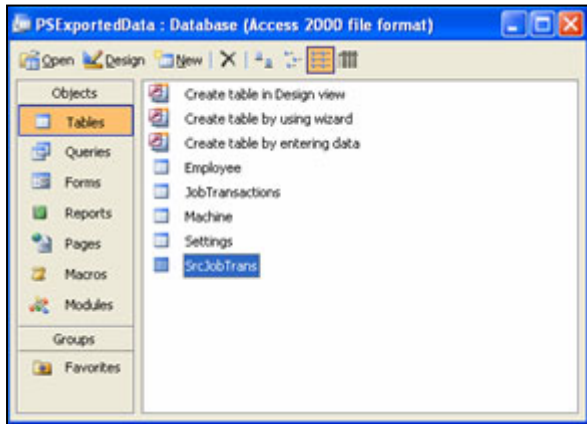 PSExportedData : Database (Access 2000 file format)
Open Design New
Objects
Tables
Queries
Forms
Reports
Pages
Macros
Modules
Groups
Favorites
Create table in Design view
Create table by using wizard
Create table by entering data
Employee
JobTransactions
Machine
Settings
SrcJobTrans